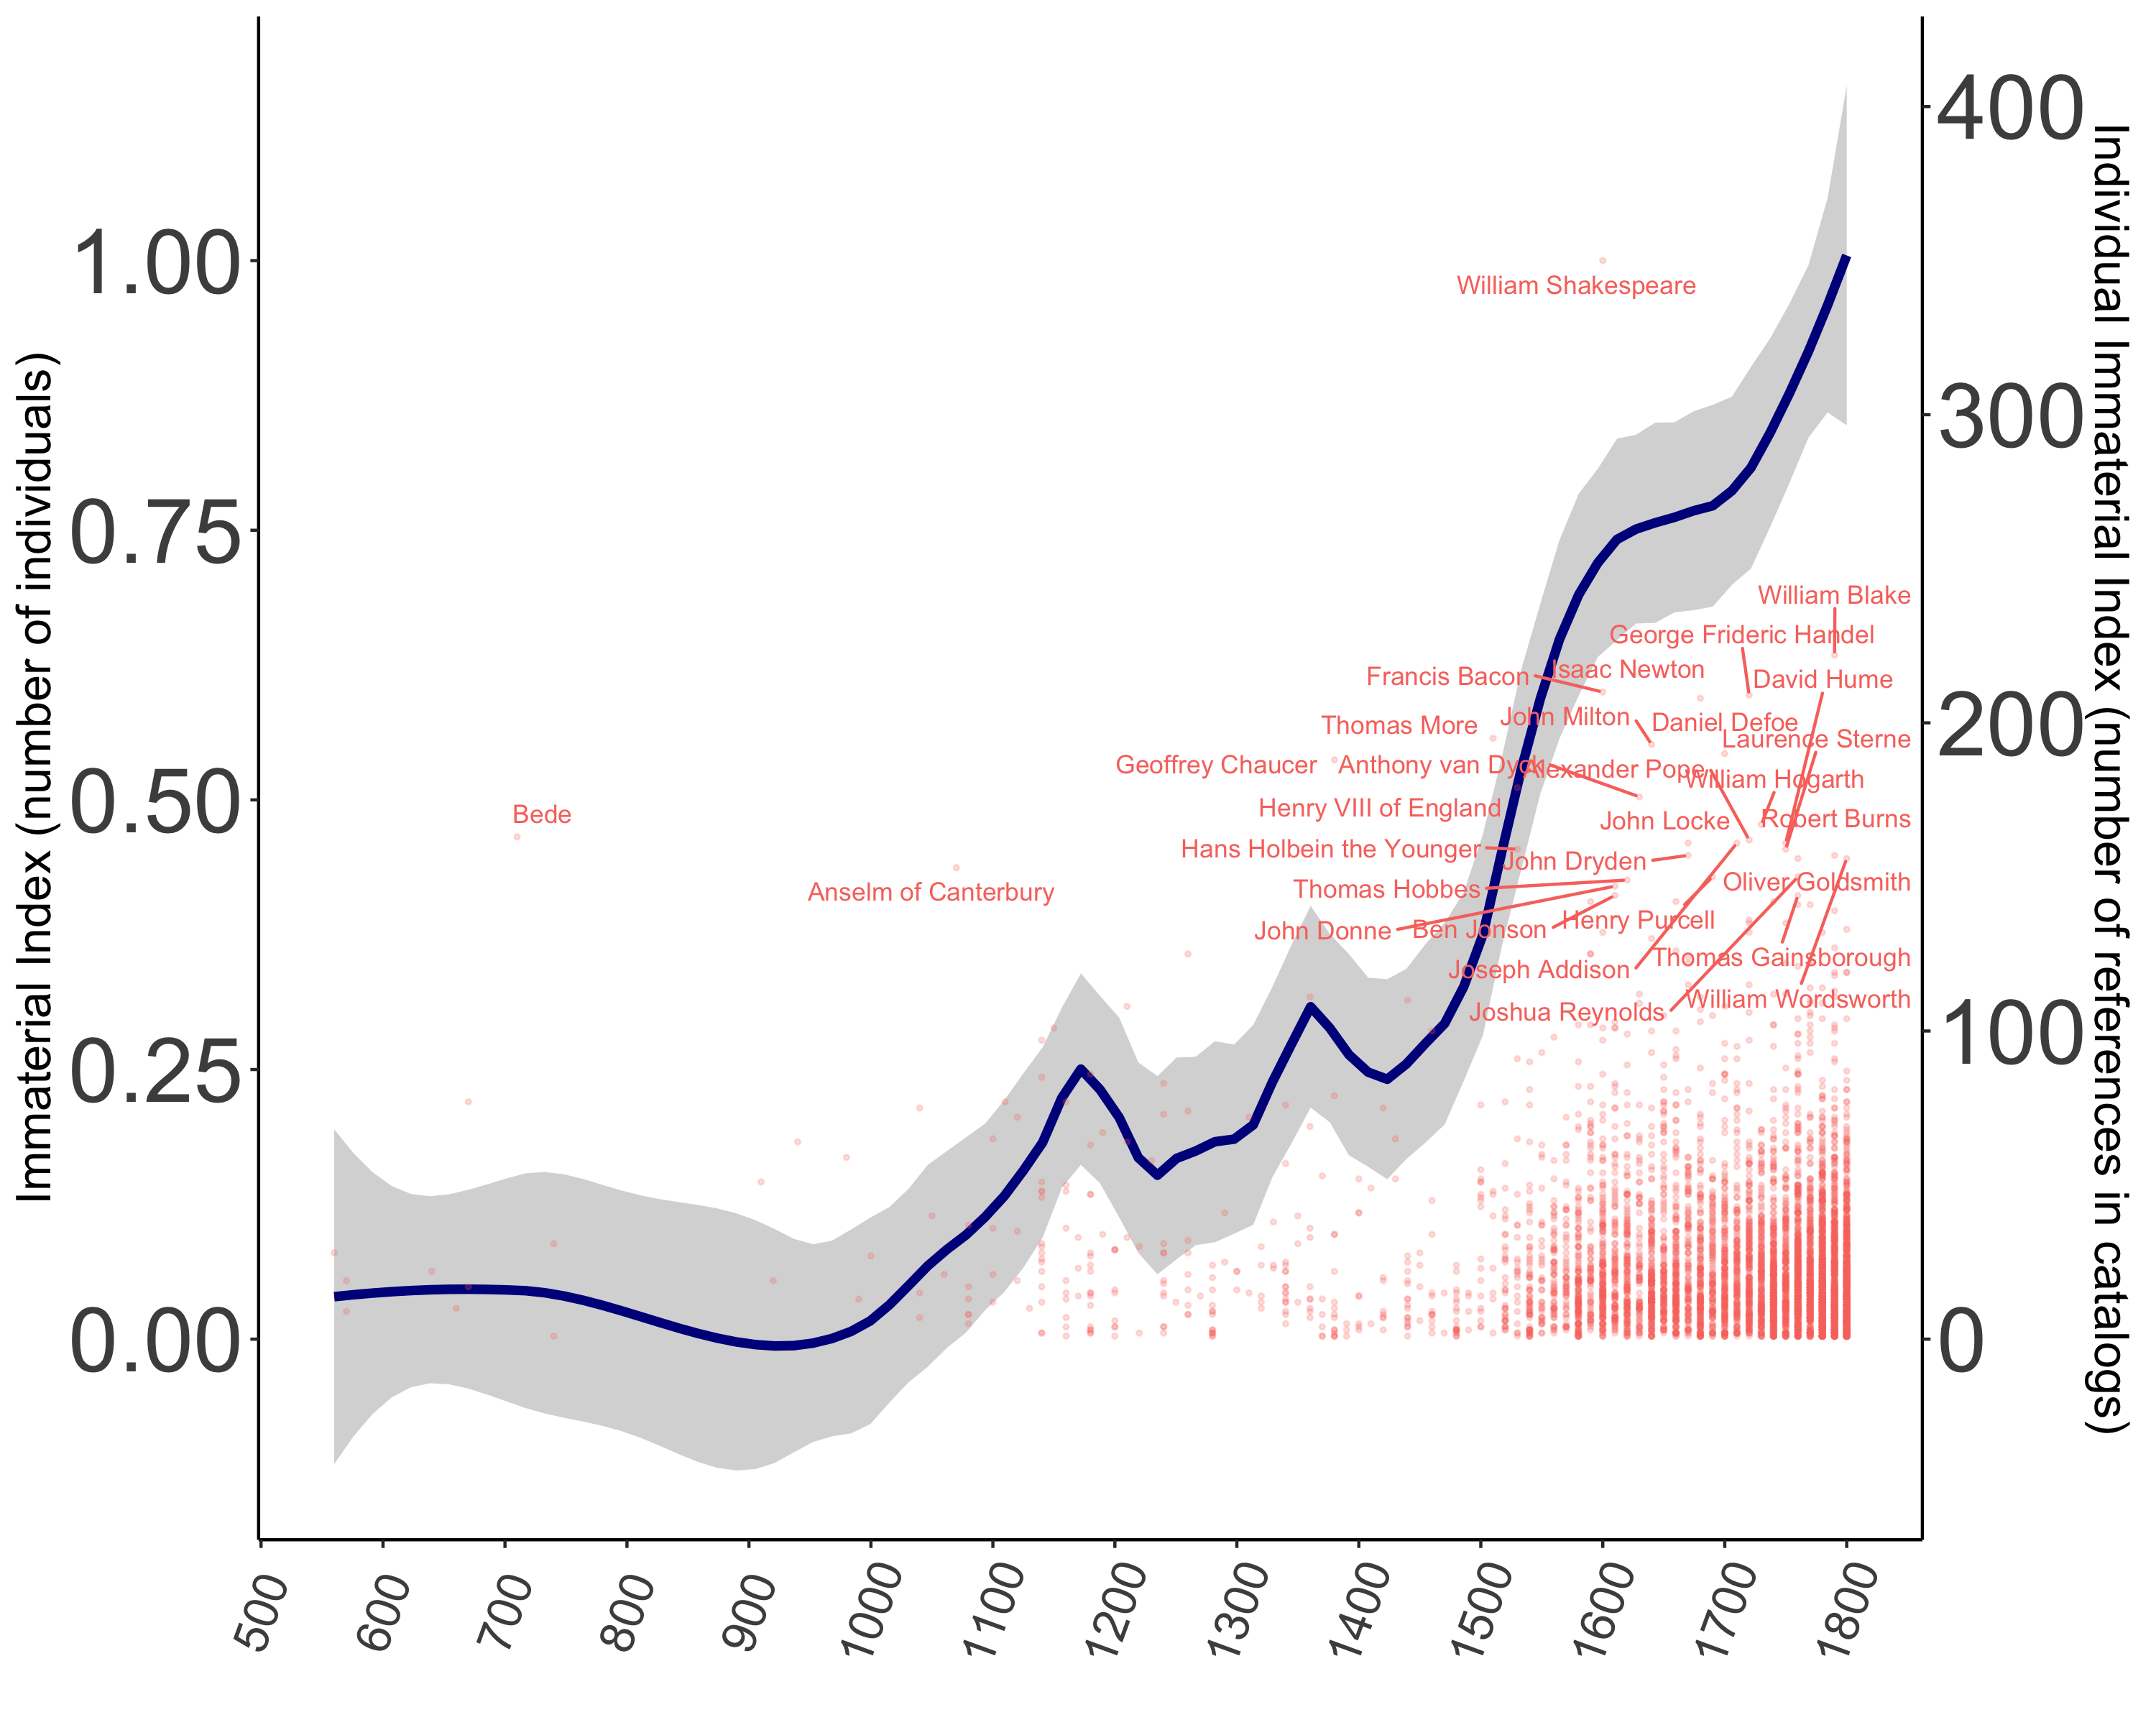 Immaterial Index (number of individuals)
1.00
0.75
0.50
0.25
0.00
400
300
200
100
0
Individual Immaterial Index (number of references in catalogs)
William Shakespeare
William Blake
George Frideric Handel
Isaac Newton
Francis Bacon
David Hume
John Milton
Daniel Defoe
Thomas More
Laurence Sterne
Geoffrey Chaucer
Anthony van Dyck
Alexander Pope
William Hogarth
Henry VIII of England
Bede
John Locke
Robert Burns
Hans Holbein the Younger
John Dryden
Thomas Hobbes
Oliver Goldsmith
Anselm of Canterbury
John Donne
Ben Jonson
Henry Purcell
Joseph Addison
Thomas Gainsborough
Joshua Reynolds
William Wordsworth
500
600
700
800
900
1000
1100
1200
1300
1400
1500
1600
1700
1800